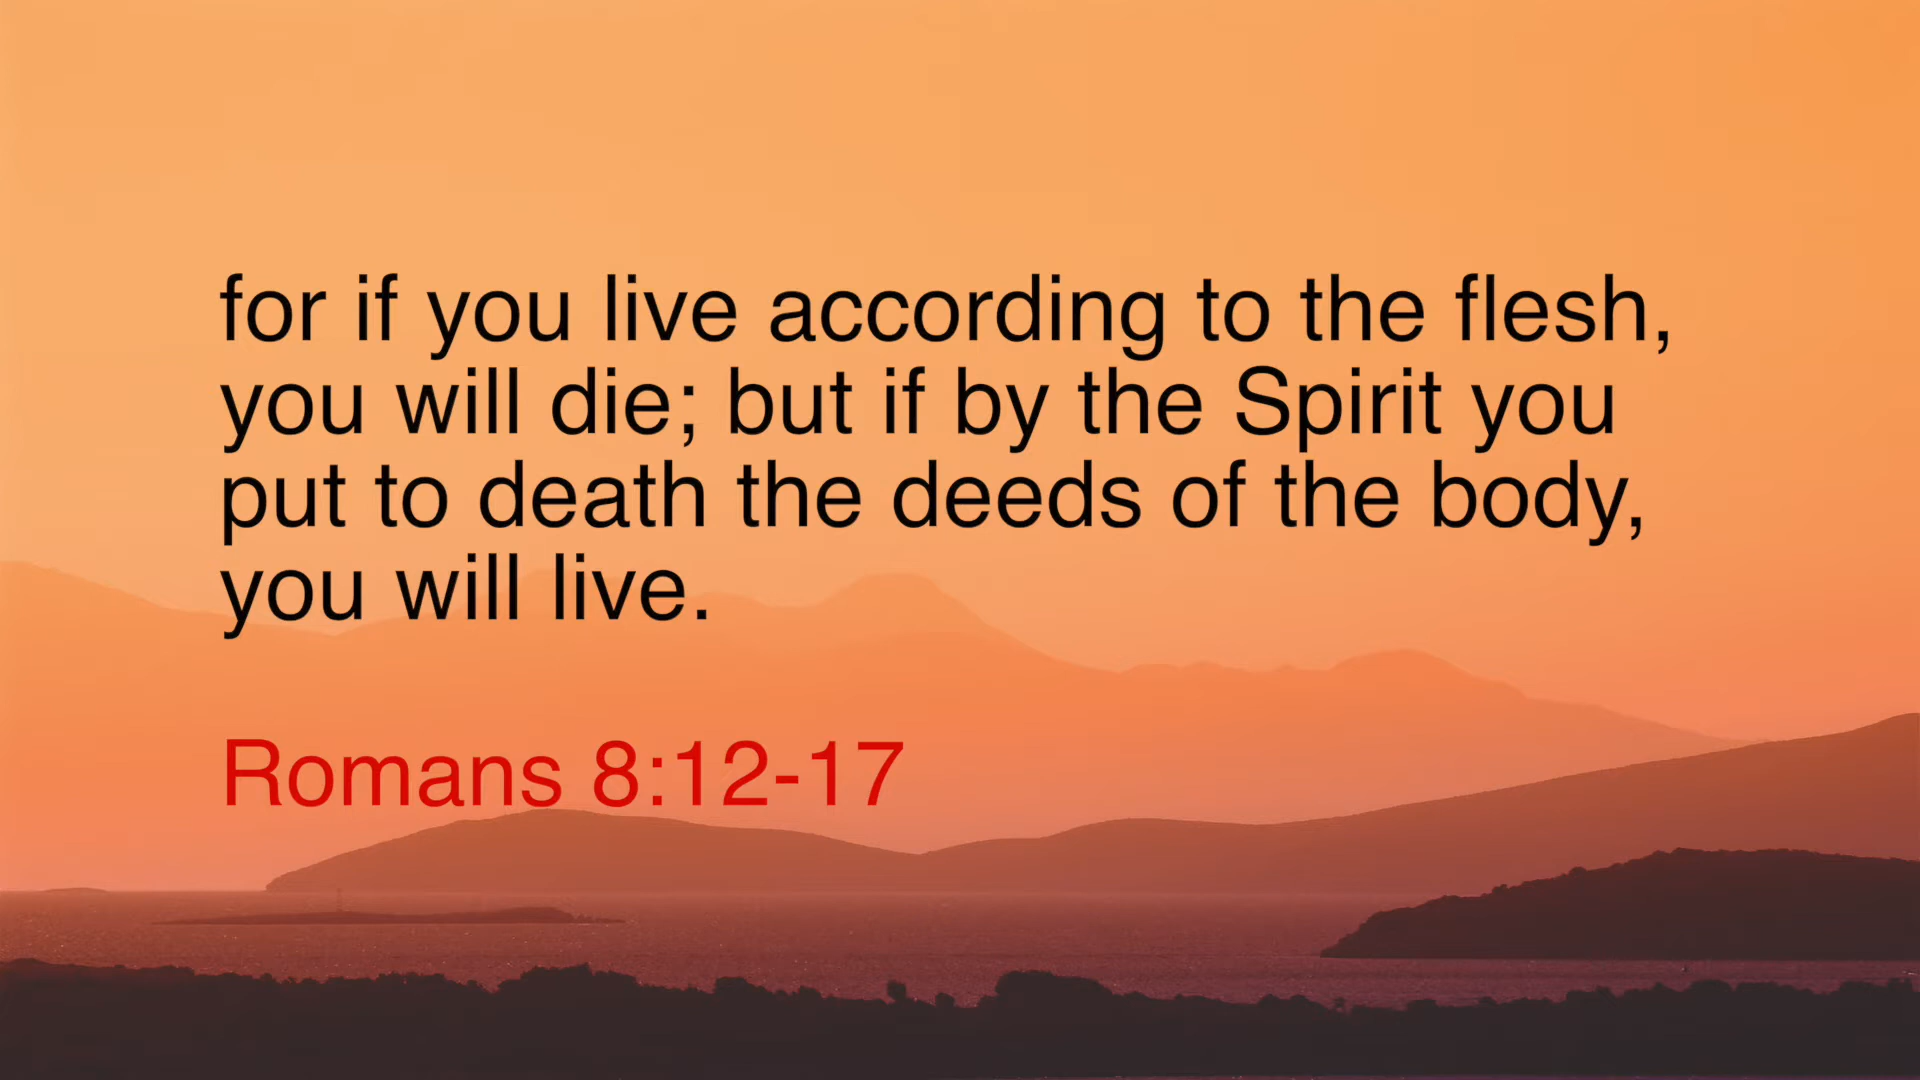 for if you live according to the flesh,
you will die; but if by the Spirit you
put to death the deeds of the body,
you will live.
Romans 8:12-17